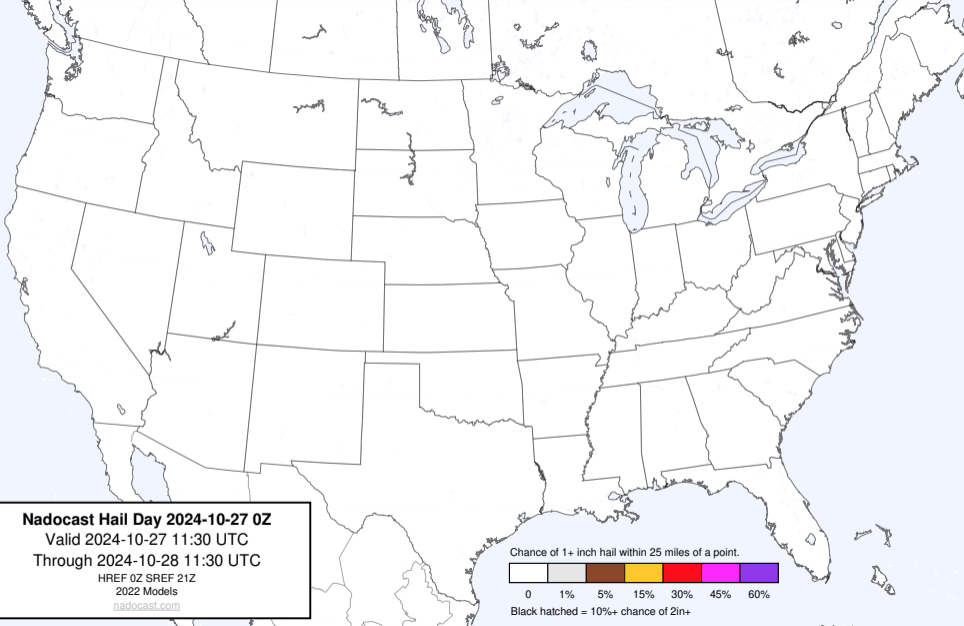 Nadocast Hail Day 2024-10-27 0Z
Valid 2024-10-27 11:30 UTC
Through 2024-10-28 11:30 UTC
HREF 0Z SREF 21Z
2022 Models
nadocast.com
Chance of 1+ inch hail within 25 miles of a point.
0 1% 5% 15% 30% 45% 60%
Black hatched = 10%+ chance of 2in+